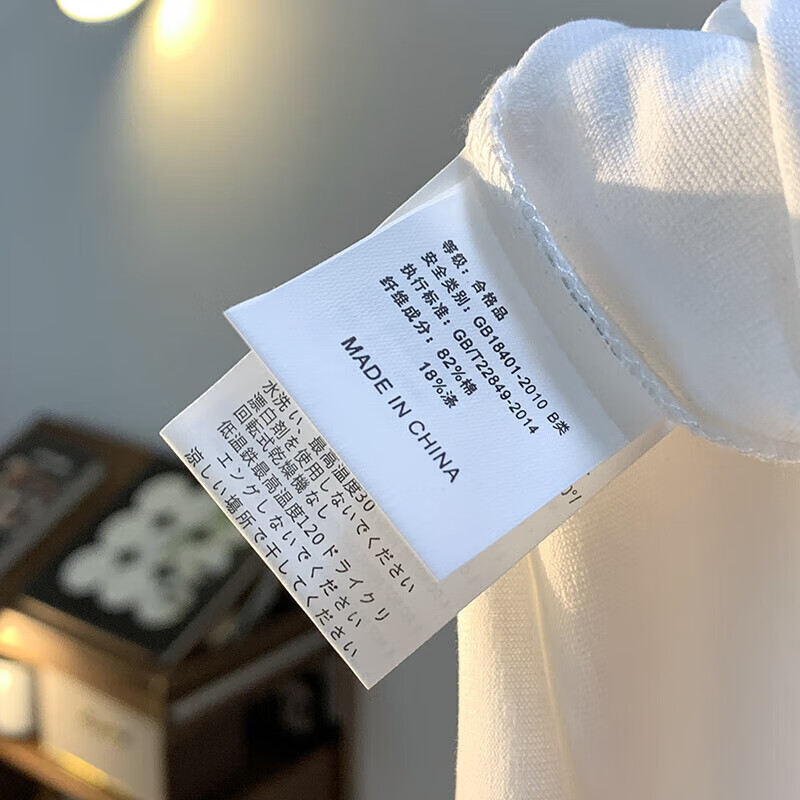 等级：合格品
安全类别：GB18401-2010 B类
执行标准：GB/T22849-2014
纤维成分：82%棉
18%涤
MADE IN CHINA
水洗い、最高温度30
漂白剤を使用しないでください
回転式乾燥機なし
低温鉄最高温度120ドライクリ
エングしないでください
涼しい場所で干してください